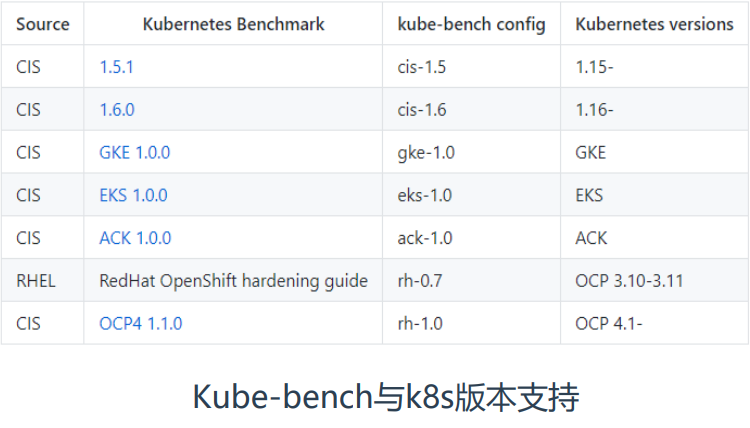 Source Kubernetes Benchmark kube-bench config Kubernetes versions
CIS 1.5.1 cis-1.5 1.15-
CIS 1.6.0 cis-1.6 1.16-
CIS GKE 1.0.0 gke-1.0 GKE
CIS EKS 1.0.0 eks-1.0 EKS
CIS ACK 1.0.0 ack-1.0 ACK
RHEL RedHat OpenShift hardening guide rh-0.7 OCP 3.10-3.11
CIS OCP4 1.1.0 rh-1.0 OCP 4.1-
Kube-bench与k8s版本支持